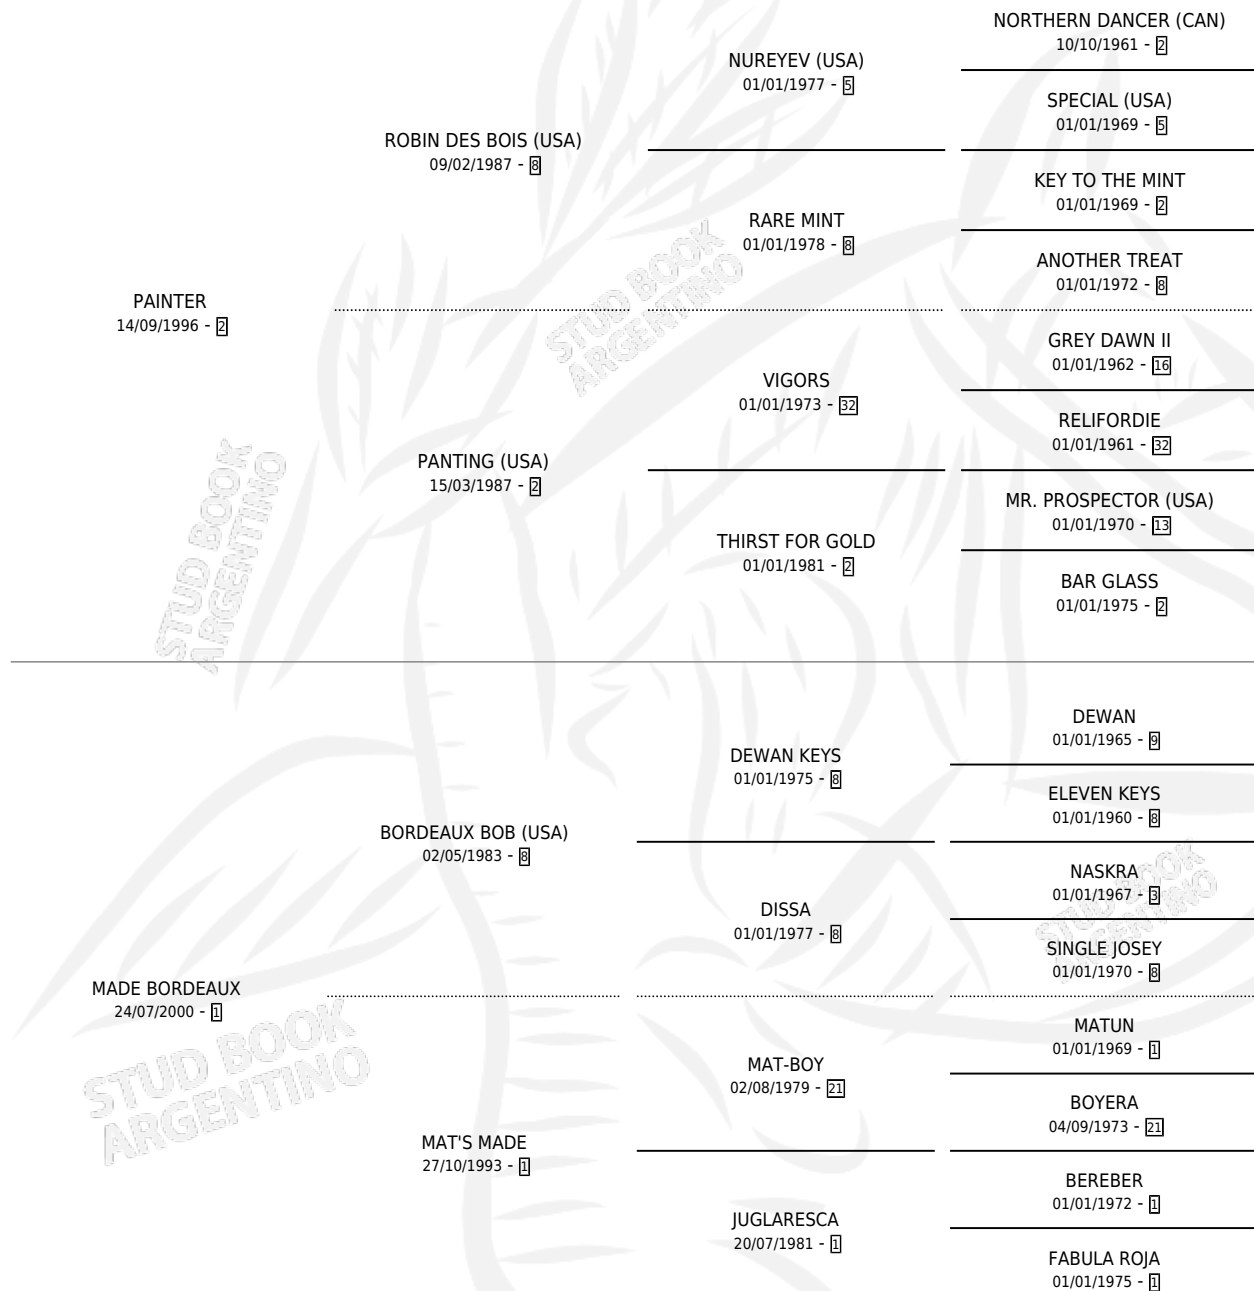 NORTHERN DANCER (CAN)
10/10/1961 - 2
NUREYEV (USA)
01/01/1977 - 5
SPECIAL (USA)
01/01/1969 - 5
ROBIN DES BOIS (USA)
09/02/1987 - 8
KEY TO THE MINT
01/01/1969 - 2
RARE MINT
01/01/1978 - 8
ANOTHER TREAT
01/01/1972 - 8
PAINTER
14/09/1996 - 2
STUD BOOK
ARGENTINO
GREY DAWN II
01/01/1962 - 16
VIGORS
01/01/1973 - 32
RELIFORDIE
01/01/1961 - 32
PANTING (USA)
15/03/1987 - 2
MR. PROSPECTOR (USA)
01/01/1970 - 13
THIRST FOR GOLD
01/01/1981 - 2
BAR GLASS
01/01/1975 - 2
STUD BOOK
ARGENTINO
DEWAN
01/01/1965 - 9
DEWAN KEYS
01/01/1975 - 8
ELEVEN KEYS
01/01/1960 - 8
BORDEAUX BOB (USA)
02/05/1983 - 8
NASKRA
01/01/1967 - 3
DISSA
01/01/1977 - 8
SINGLE JOSEY
01/01/1970 - 8
STUD BOOK
ARGENTINO
MADE BORDEAUX
24/07/2000 - 1
STUD BOOK
ARGENTINO
MATUN
01/01/1969 - 1
MAT-BOY
02/08/1979 - 21
BOYERA
04/09/1973 - 21
MAT'S MADE
27/10/1993 - 1
BEREBER
01/01/1972 - 1
JUGLARESCA
20/07/1981 - 1
FABULA ROJA
01/01/1975 - 1